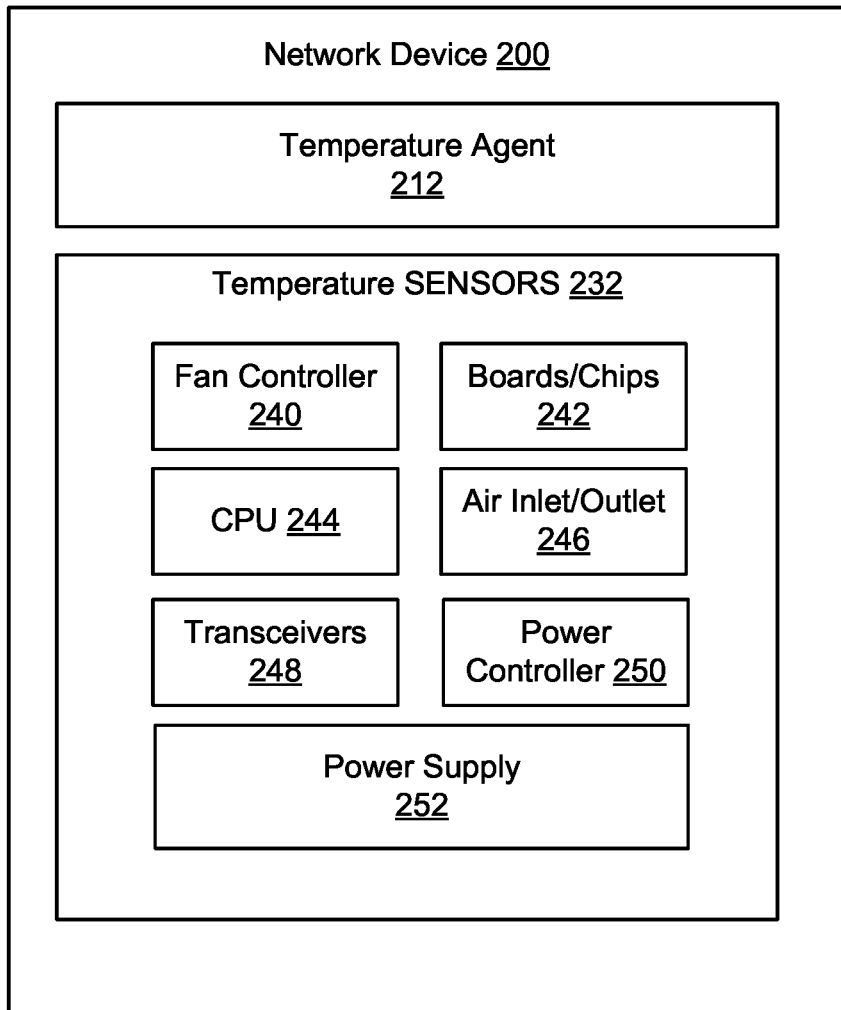 Network Device 200
Temperature Agent
212
Temperature SENSORS 232
Fan Controller
240
Boards/Chips
242
CPU 244
Air Inlet/Outlet
246
Transceivers
248
Power
Controller 250
Power Supply
252